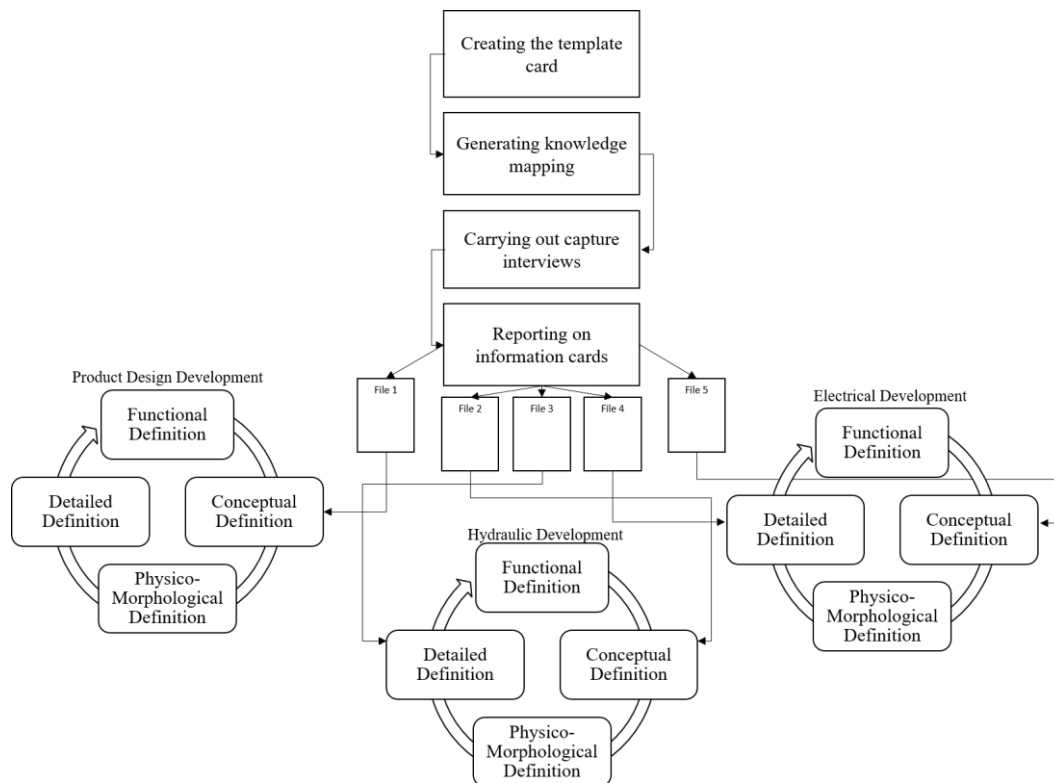 Creating the template
card
Generating knowledge
mapping
Carrying out capture
interviews
Reporting on
information cards
File 1
File 2
File 3
File 4
File 5
Product Design Development
Functional
Definition
Detailed
Definition
Conceptual
Definition
Physico-
Morphological
Definition
Hydraulic Development
Functional
Definition
Detailed
Definition
Conceptual
Definition
Physico-
Morphological
Definition
Electrical Development
Functional
Definition
Detailed
Definition
Conceptual
Definition
Physico-
Morphological
Definition